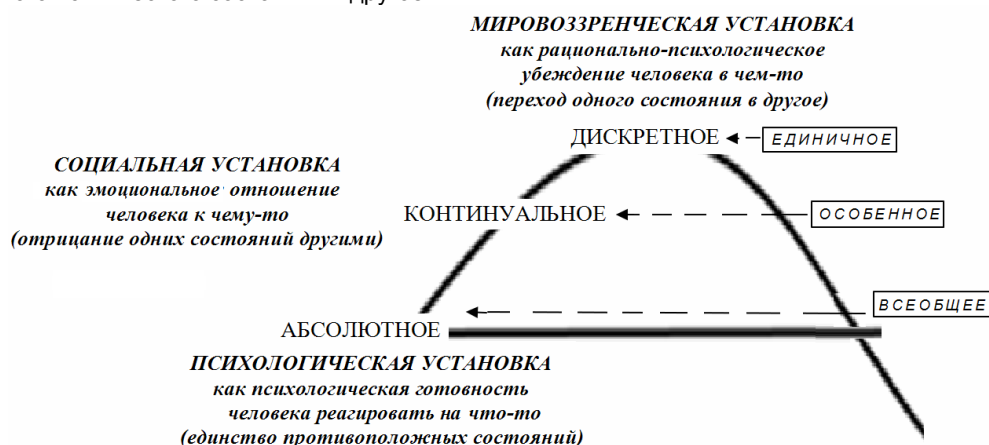 МИРОВОЗЗРЕНЧЕСКАЯ УСТАНОВКА
как рационально-психологическое
убеждение человека в чем-то
(переход одного состояния в другое)
ДИСКРЕТНОЕ
ЕДИНИЧНОЕ
СОЦИАЛЬНАЯ УСТАНОВКА
как эмоциональное отношение
человека к чему-то
(отрицание одних состояний другими)
КОНТИНУАЛЬНОЕ
ОСОБЕННОЕ
ВСЕОБЩЕЕ
АБСОЛЮТНОЕ
ПСИХОЛОГИЧЕСКАЯ УСТАНОВКА
как психологическая готовность
человека реагировать на что-то
(единство противоположных состояний)